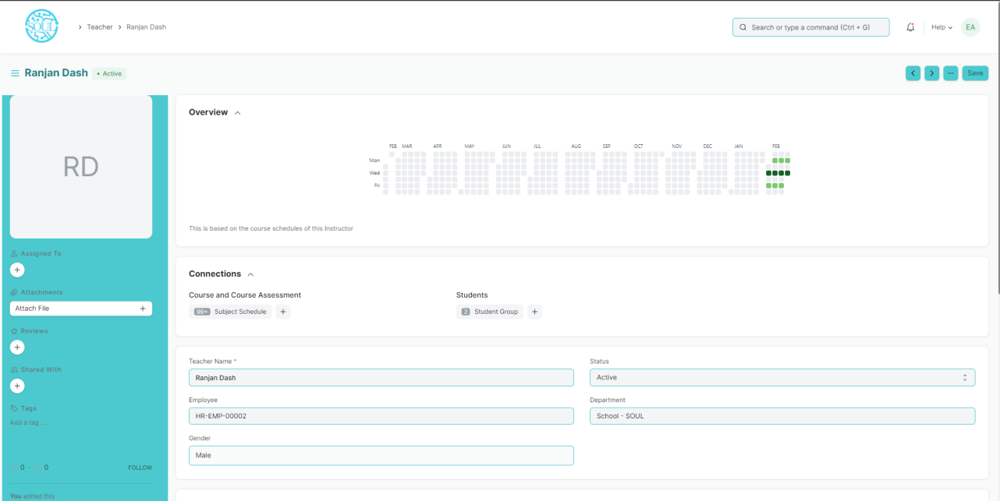 SOUL
Teacher
Ranjan Dash
Search or type a command (Ctrl + G)
Help
EA
Ranjan Dash
Active
...
Save
RD
Assigned To
Attachments
Attach File
Reviews
Shared With
Tags
Add a tag ...
0 - 0
FOLLOW
You edited this
Overview
FEB MAR APR MAY JUN JUL AUG SEP OCT NOV DEC JAN FEB
Mon
Wed
Fri
This is based on the course schedules of this Instructor
Connections
Course and Course Assessment
99+ Subject Schedule +
Students
2 Student Group +
Teacher Name *
Ranjan Dash
Status
Active
Employee
HR-EMP-00002
Department
School - SOUL
Gender
Male